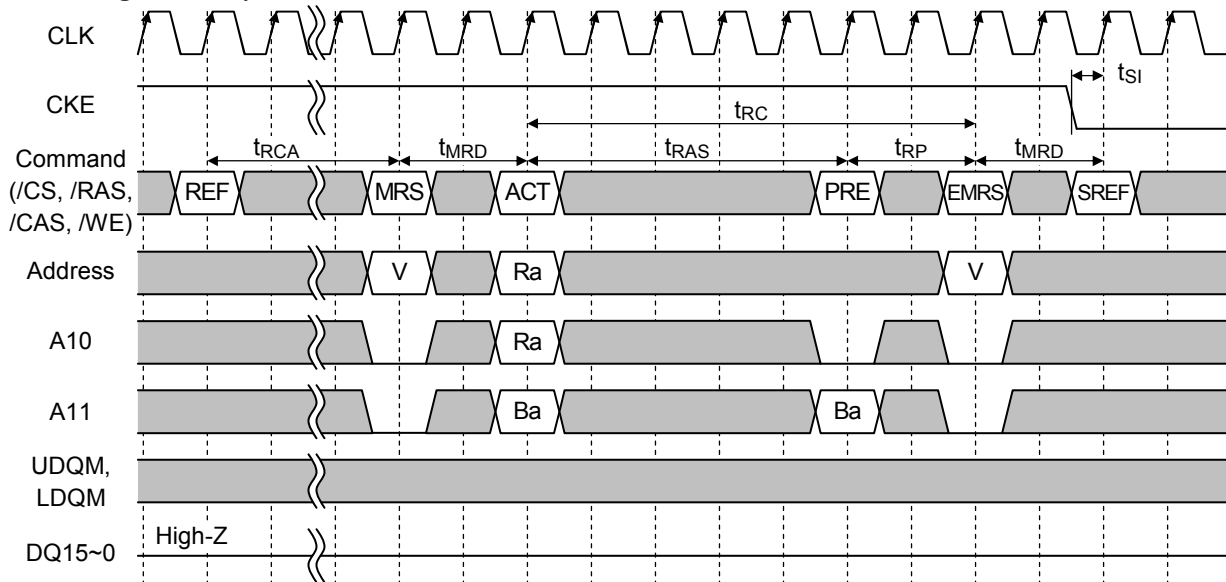 CLK
CKE
tSI
tRC
Command
(/CS, /RAS,
/CAS, /WE)
tRCA tMRD tRAS tRP tMRD
REF MRS ACT PRE EMRS SREF
Address V Ra V
A10 Ra
A11 Ba Ba
UDQM,
LDQM
DQ15~0 High-Z